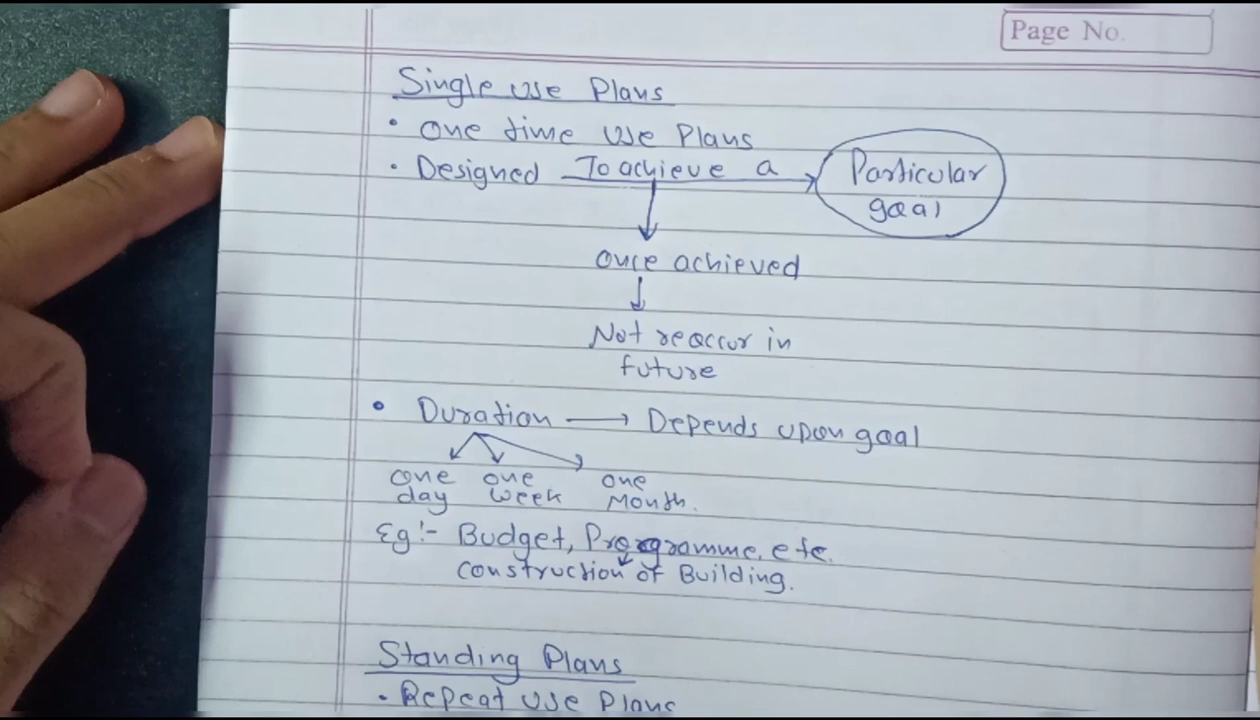 Page No.
Single use Plans
• one time use Plans
• Designed To achieve a → Particular goal
↓
once achieved
↓
Not reoccur in
future
• Duration → Depends upon goal
one day one week one Month.
Eg:- Budget, Programme, etc.
construction of Building.
Standing Plans
• Repeat use Plans